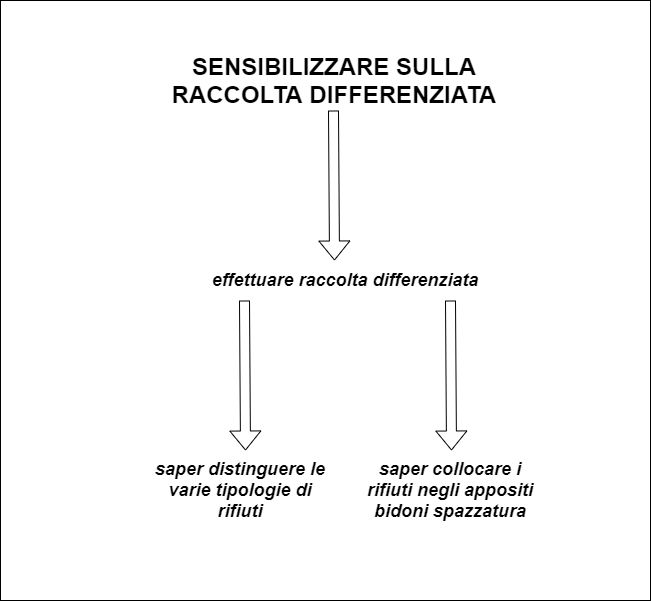 SENSIBILIZZARE SULLA
RACCOLTA DIFFERENZIATA
effettuare raccolta differenziata
saper distinguere le
varie tipologie di
rifiuti
saper collocare i
rifiuti negli appositi
bidoni spazzatura